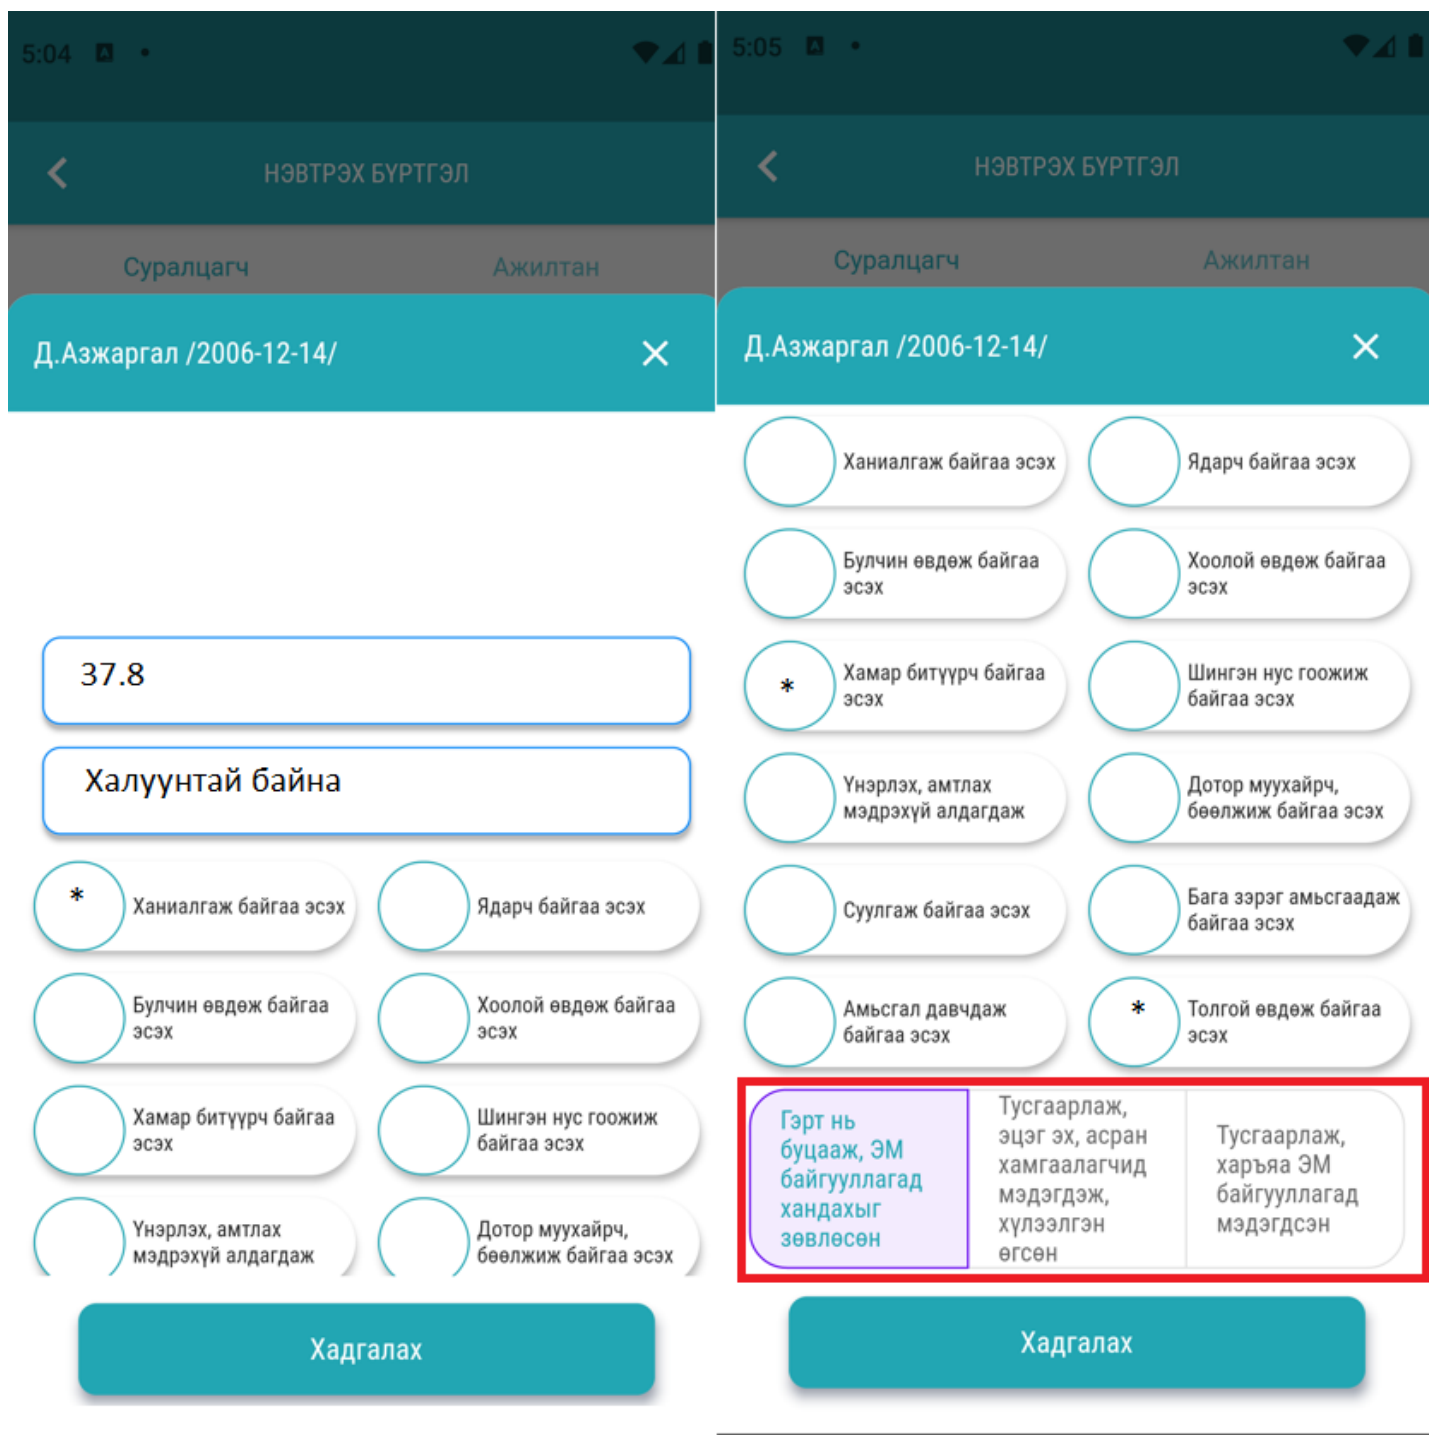 5:04
НЭВТРЭХ БҮРТГЭЛ
Суралцагч
Ажилтан
Д.Азжаргал /2006-12-14/
37.8
Халуунтай байна
*
Ханиалгаж байгаа эсэх
Ядарч байгаа эсэх
Булчин өвдөж байгаа
эсэх
Хоолой өвдөж байгаа
эсэх
Хамар битүүрч байгаа
эсэх
Шингэн нус гоожиж
байгаа эсэх
Үнэрлэх, амтлах
мэдрэхүй алдагдаж
Дотор муухайрч,
бөөлжиж байгаа эсэх
Хадгалах
5:05
НЭВТРЭХ БҮРТГЭЛ
Суралцагч
Ажилтан
Д.Азжаргал /2006-12-14/
Ханиалгаж байгаа эсэх
Ядарч байгаа эсэх
Булчин өвдөж байгаа
эсэх
Хоолой өвдөж байгаа
эсэх
*
Хамар битүүрч байгаа
эсэх
Шингэн нус гоожиж
байгаа эсэх
Үнэрлэх, амтлах
мэдрэхүй алдагдаж
Дотор муухайрч,
бөөлжиж байгаа эсэх
Суулгаж байгаа эсэх
Бага зэрэг амьсгаадаж
байгаа эсэх
Амьсгал давчдаж
байгаа эсэх
*
Толгой өвдөж байгаа
эсэх
Гэрт нь
буцааж, ЭМ
байгууллагад
хандахыг
зөвлөсөн
Тусгаарлаж,
эцэг эх, асран
хамгаалагчид
мэдэгдэж,
хүлээлгэн
өгсөн
Тусгаарлаж,
харъяа ЭМ
байгууллагад
мэдэгдсэн
Хадгалах